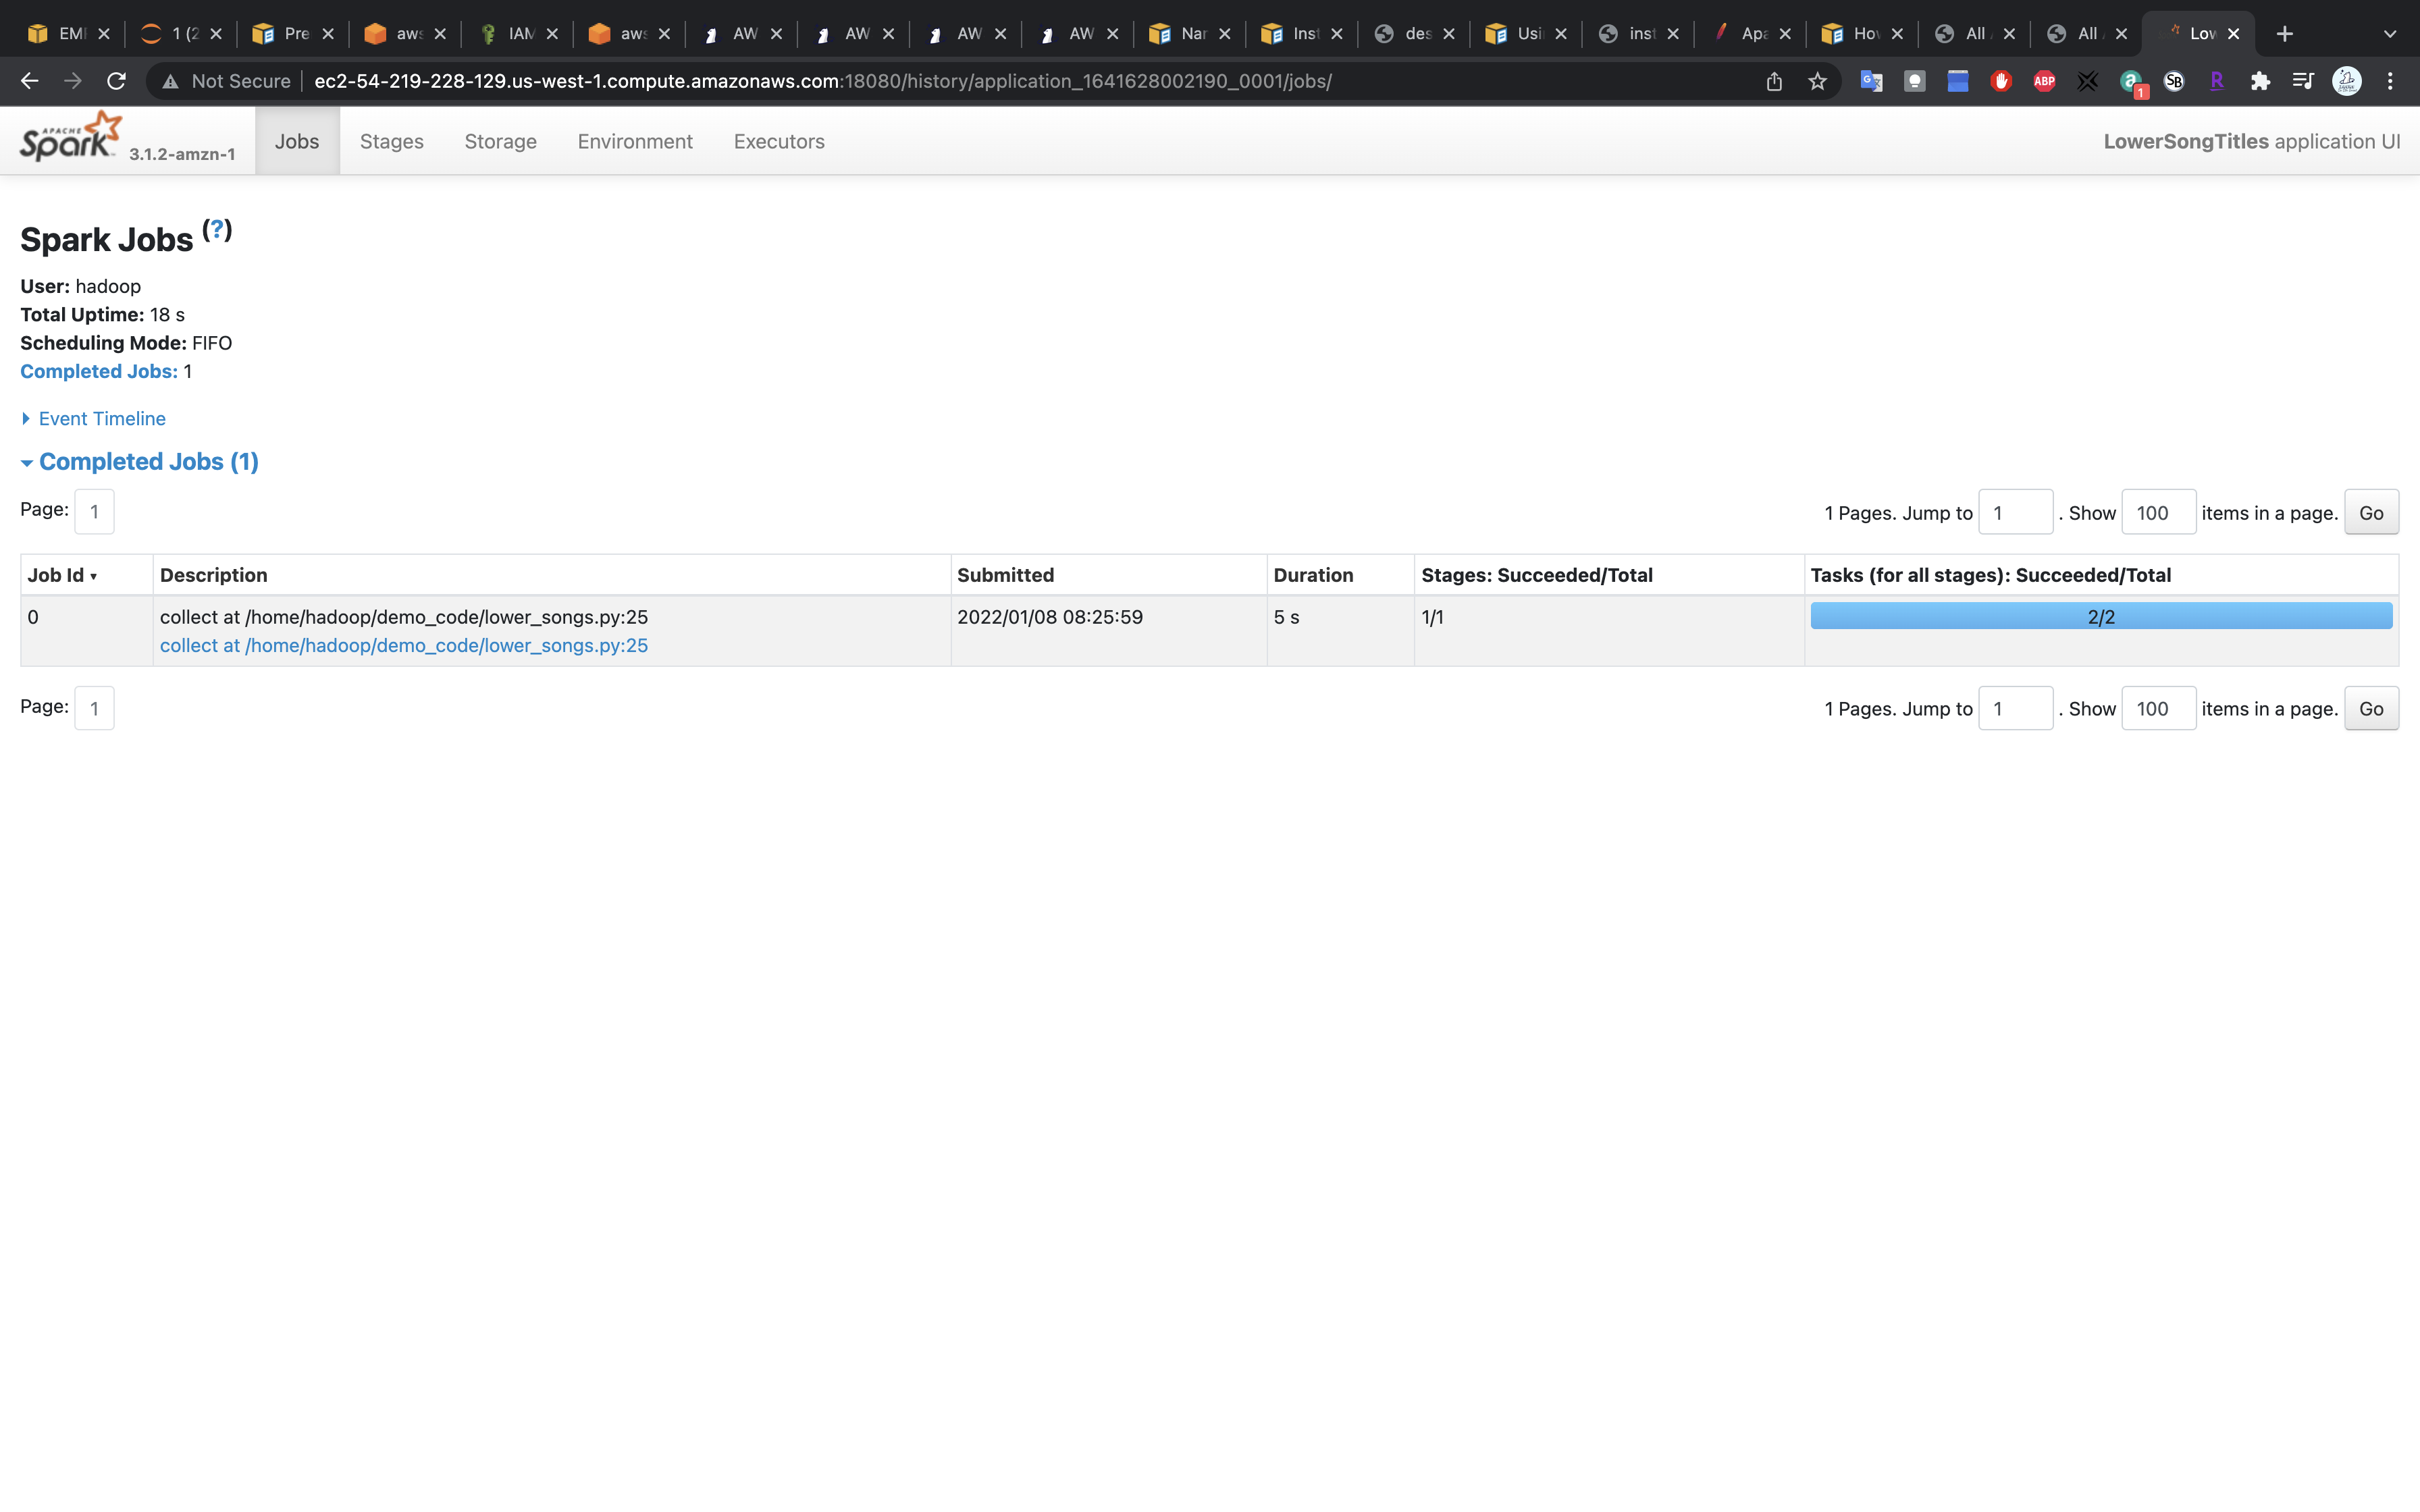 EMI 1 (2 Pre aws IAM aws AW AW AW AW Nar Inst des Usi inst Apa Hov All All Low
Not Secure ec2-54-219-228-129.us-west-1.compute.amazonaws.com:18080/history/application_1641628002190_0001/jobs/ ABP 1 SB R
APACHE Spark 3.1.2-amzn-1 Jobs Stages Storage Environment Executors LowerSongTitles application UI
Spark Jobs (?)
User: hadoop
Total Uptime: 18 s
Scheduling Mode: FIFO
Completed Jobs: 1
Event Timeline
Completed Jobs (1)
Page: 1 1 Pages. Jump to 1 . Show 100 items in a page. Go
Job Id ▾ Description Submitted Duration Stages: Succeeded/Total Tasks (for all stages): Succeeded/Total
0 collect at /home/hadoop/demo_code/lower_songs.py:25 2022/01/08 08:25:59 5 s 1/1 2/2
collect at /home/hadoop/demo_code/lower_songs.py:25
Page: 1 1 Pages. Jump to 1 . Show 100 items in a page. Go